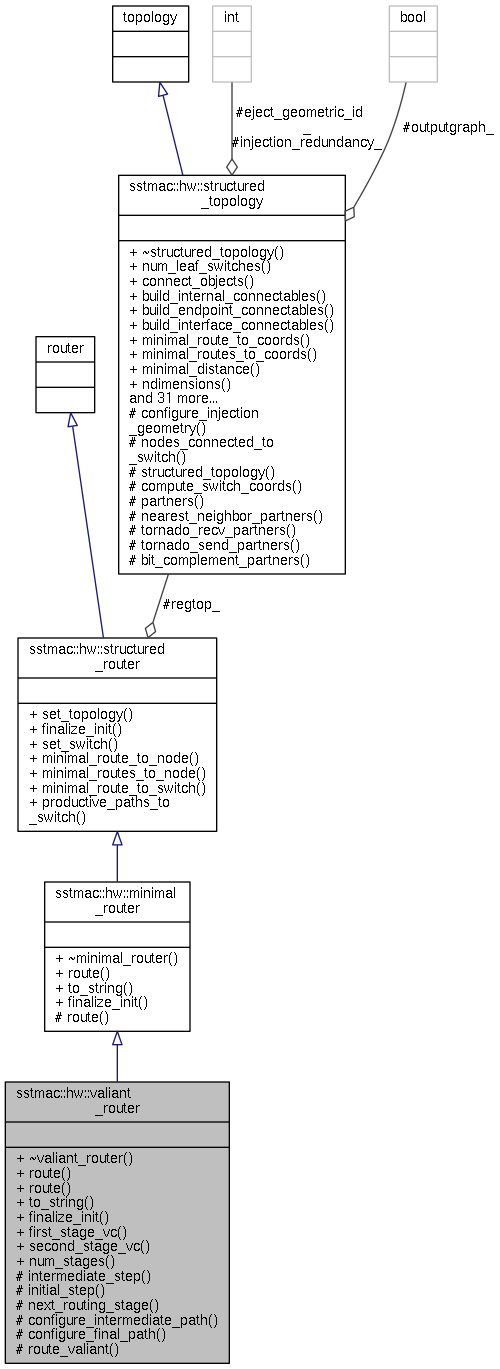 topology
int
bool
#eject_geometric_id
_
#injection_redundancy_
#outputgraph_
sstmac::hw::structured
_topology
+ ~structured_topology()
+ num_leaf_switches()
+ connect_objects()
+ build_internal_connectables()
+ build_endpoint_connectables()
+ build_interface_connectables()
+ minimal_route_to_coords()
+ minimal_routes_to_coords()
+ minimal_distance()
+ ndimensions()
and 31 more...
# configure_injection
_geometry()
# nodes_connected_to
_switch()
# structured_topology()
# compute_switch_coords()
# partners()
# nearest_neighbor_partners()
# tornado_recv_partners()
# tornado_send_partners()
# bit_complement_partners()
router
#regtop_
sstmac::hw::structured
_router
+ set_topology()
+ finalize_init()
+ set_switch()
+ minimal_route_to_node()
+ minimal_routes_to_node()
+ minimal_route_to_switch()
+ productive_paths_to
_switch()
sstmac::hw::minimal
_router
+ ~minimal_router()
+ route()
+ to_string()
+ finalize_init()
# route()
sstmac::hw::valiant
_router
+ ~valiant_router()
+ route()
+ route()
+ to_string()
+ finalize_init()
+ first_stage_vc()
+ second_stage_vc()
+ num_stages()
# intermediate_step()
# initial_step()
# next_routing_stage()
# configure_intermediate_path()
# configure_final_path()
# route_valiant()